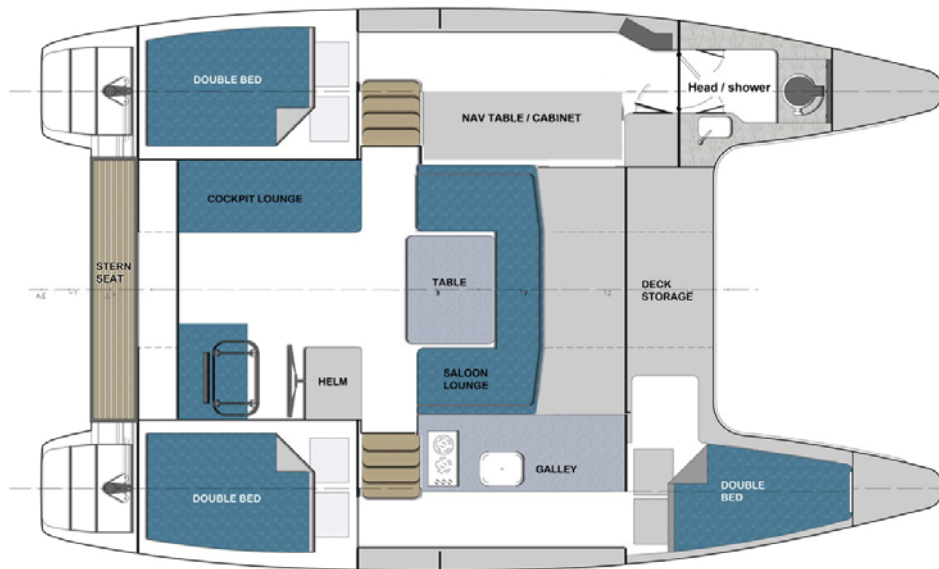 DOUBLE BED
Head / shower
NAV TABLE / CABINET
COCKPIT LOUNGE
STERN
SEAT
TABLE
DECK
STORAGE
HELM
SALOON
LOUNGE
GALLEY
DOUBLE BED
DOUBLE
BED